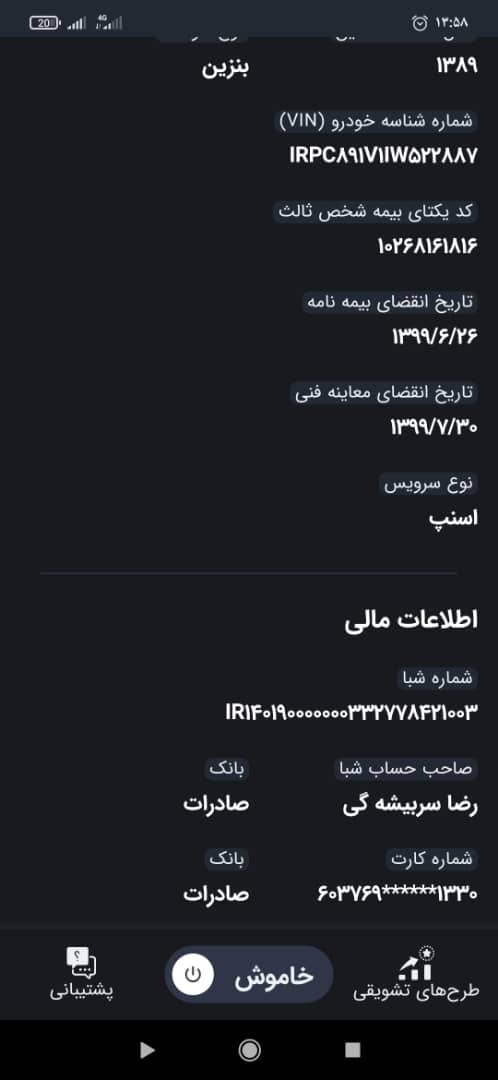 20 4G ۱۳:۵۸
۱۳۸۹ بنزین
شماره شناسه خودرو (VIN)
IRPC۸۹۱V۱IW۵۲۲۸۸۷
کد یکتای بیمه شخص ثالث
۱۰۲۶۸۱۶۱۸۱۶
تاریخ انقضای بیمه نامه
۱۳۹۹/۶/۲۶
تاریخ انقضای معاینه فنی
۱۳۹۹/۷/۳۰
نوع سرویس
اسنپ
اطلاعات مالی
شماره شبا
IR۱۴۰۱۹۰۰۰۰۰۰۰۰۳۳۲۷۷۸۴۲۱۰۰۳
صاحب حساب شبا بانک
رضا سربیشه گی صادرات
شماره کارت بانک
۶۰۳۷۶۹******۱۳۳۰ صادرات
طرح‌های تشویقی خاموش پشتیبانی